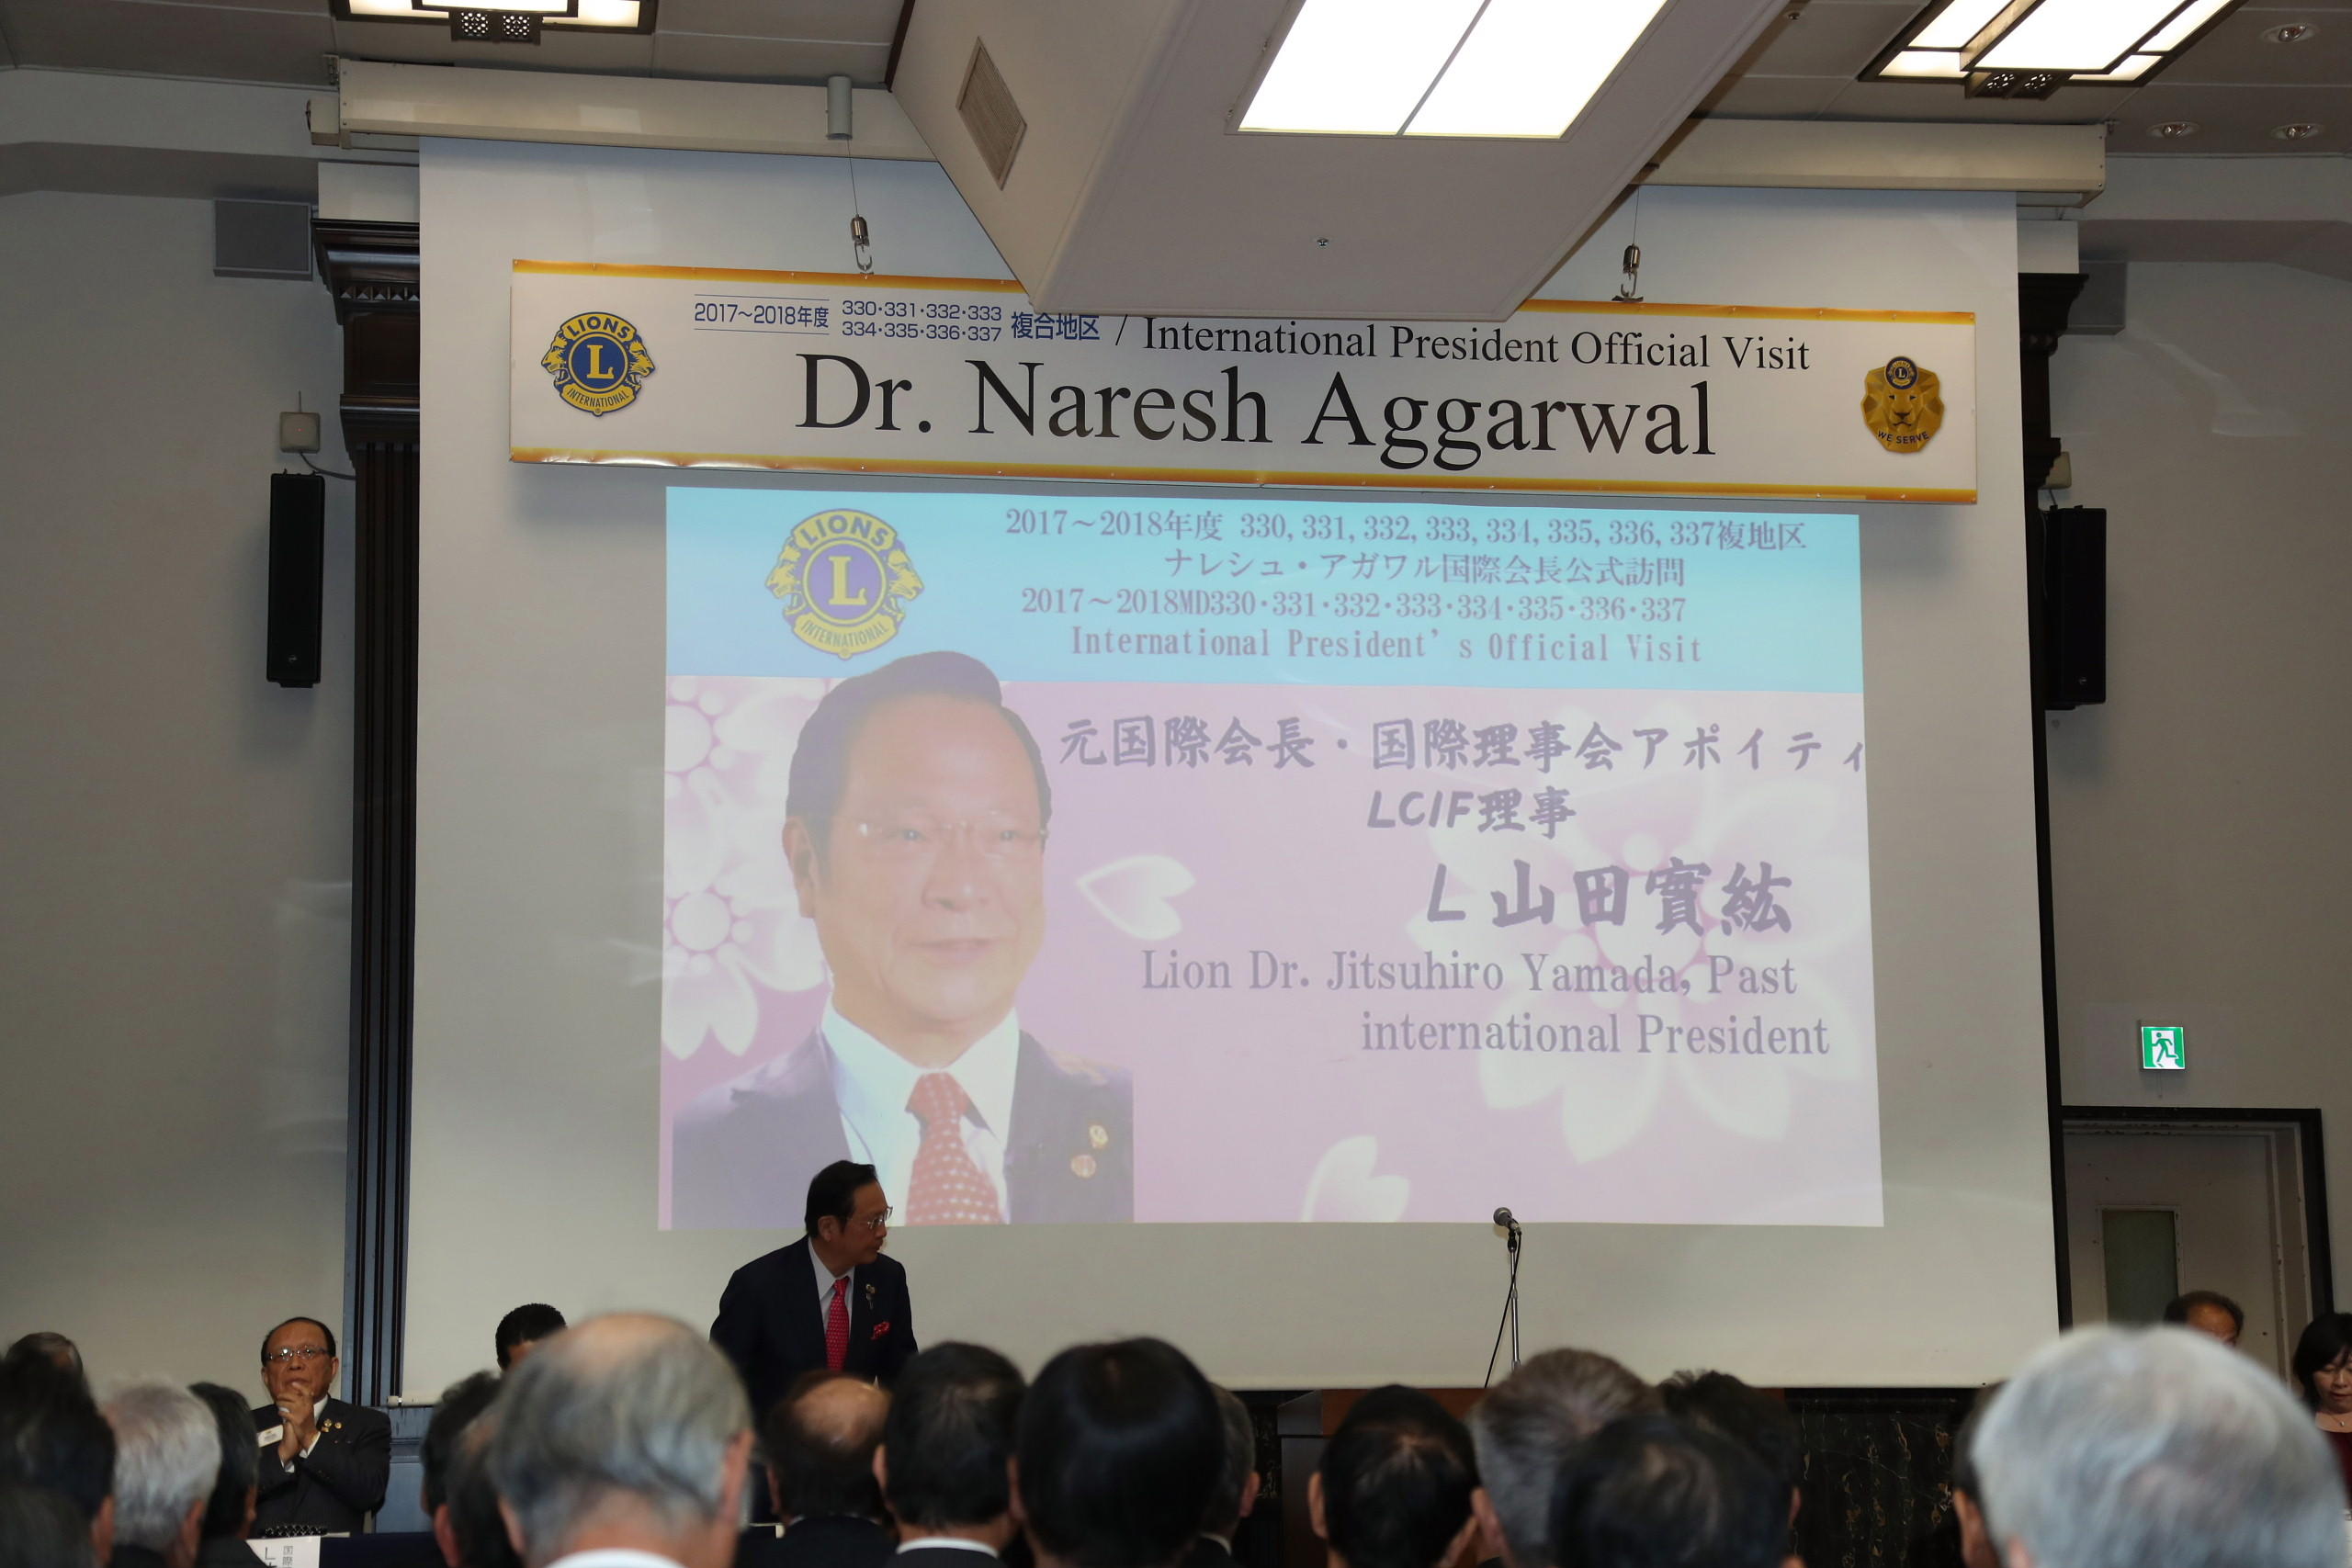 2017~2018年度 330・331・332・333
334・335・336・337 複合地区 / International President Official Visit
Dr. Naresh Aggarwal
LIONS
L
INTERNATIONAL
L
WE SERVE
LIONS
L
INTERNATIONAL
2017~2018年度 330, 331, 332, 333, 334, 335, 336, 337複地区
ナレシュ・アガワル国際会長公式訪問
2017~2018MD330・331・332・333・334・335・336・337
International President's Official Visit
元国際会長・国際理事会アポイティ
LCIF理事
L 山田實紘
Lion Dr. Jitsuhiro Yamada, Past
international President
国際